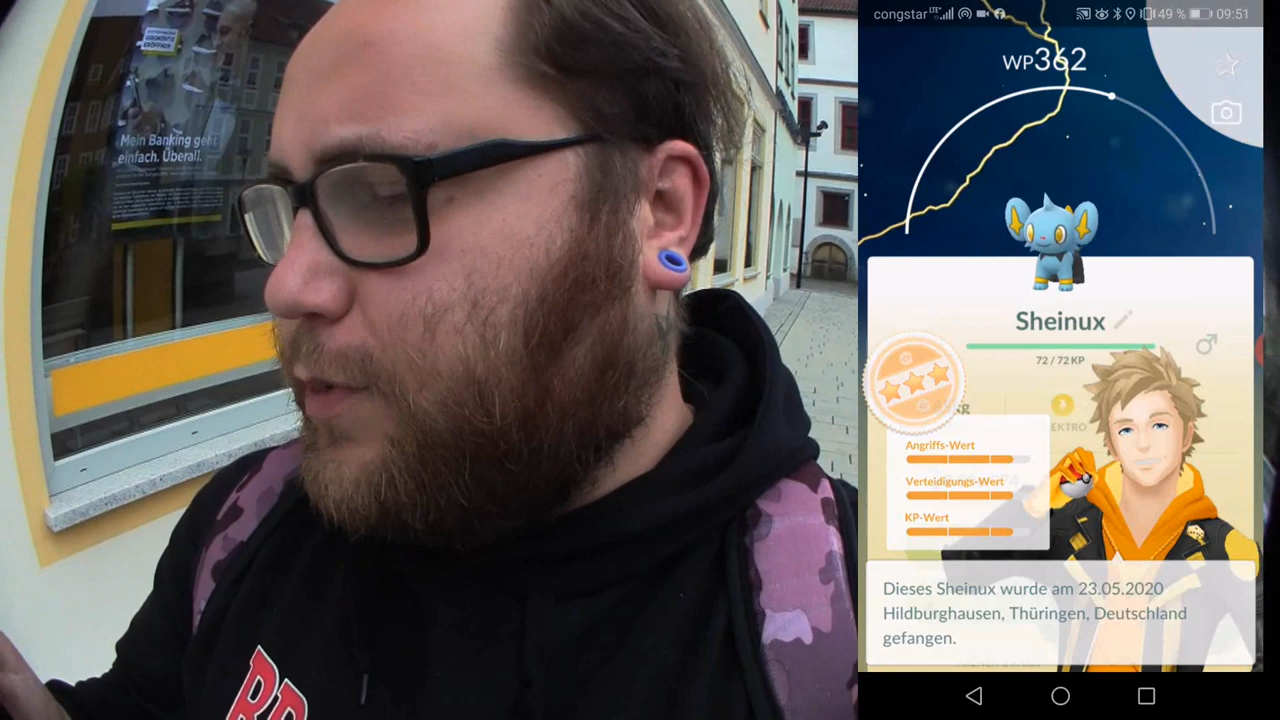 Mein Banking geht
einfach. Überall.
congstar
49 %
09:51
WP362
Sheinux
72 / 72 KP
Angriffs-Wert
Verteidigungs-Wert
KP-Wert
Dieses Sheinux wurde am 23.05.2020
Hildburghausen, Thüringen, Deutschland
gefangen.